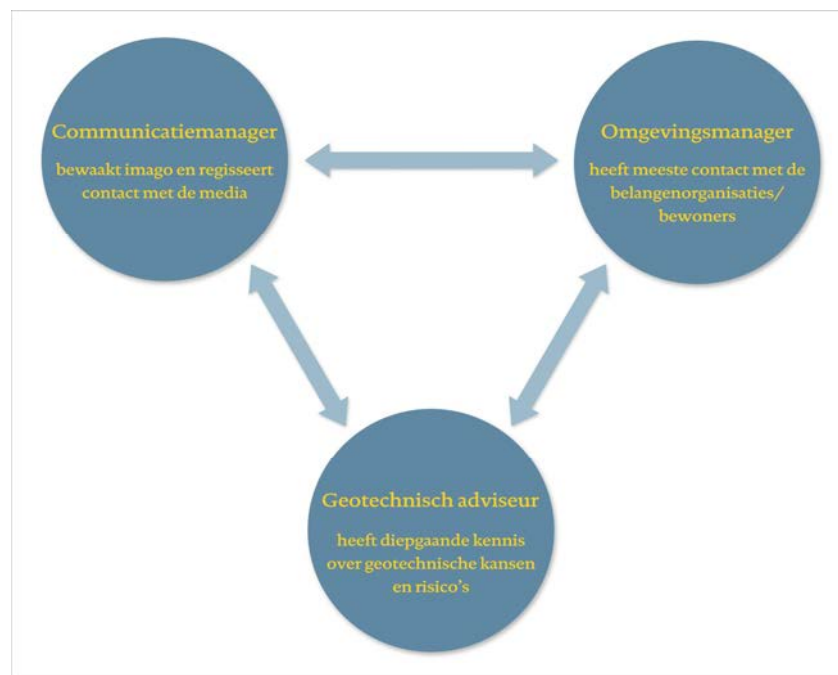 Communicatiemanager
bewaakt imago en regisseert
contact met de media
Omgevingsmanager
heeft meeste contact met de
belangenorganisaties/
bewoners
Geotechnisch adviseur
heeft diepgaande kennis
over geotechnische kansen
en risico's